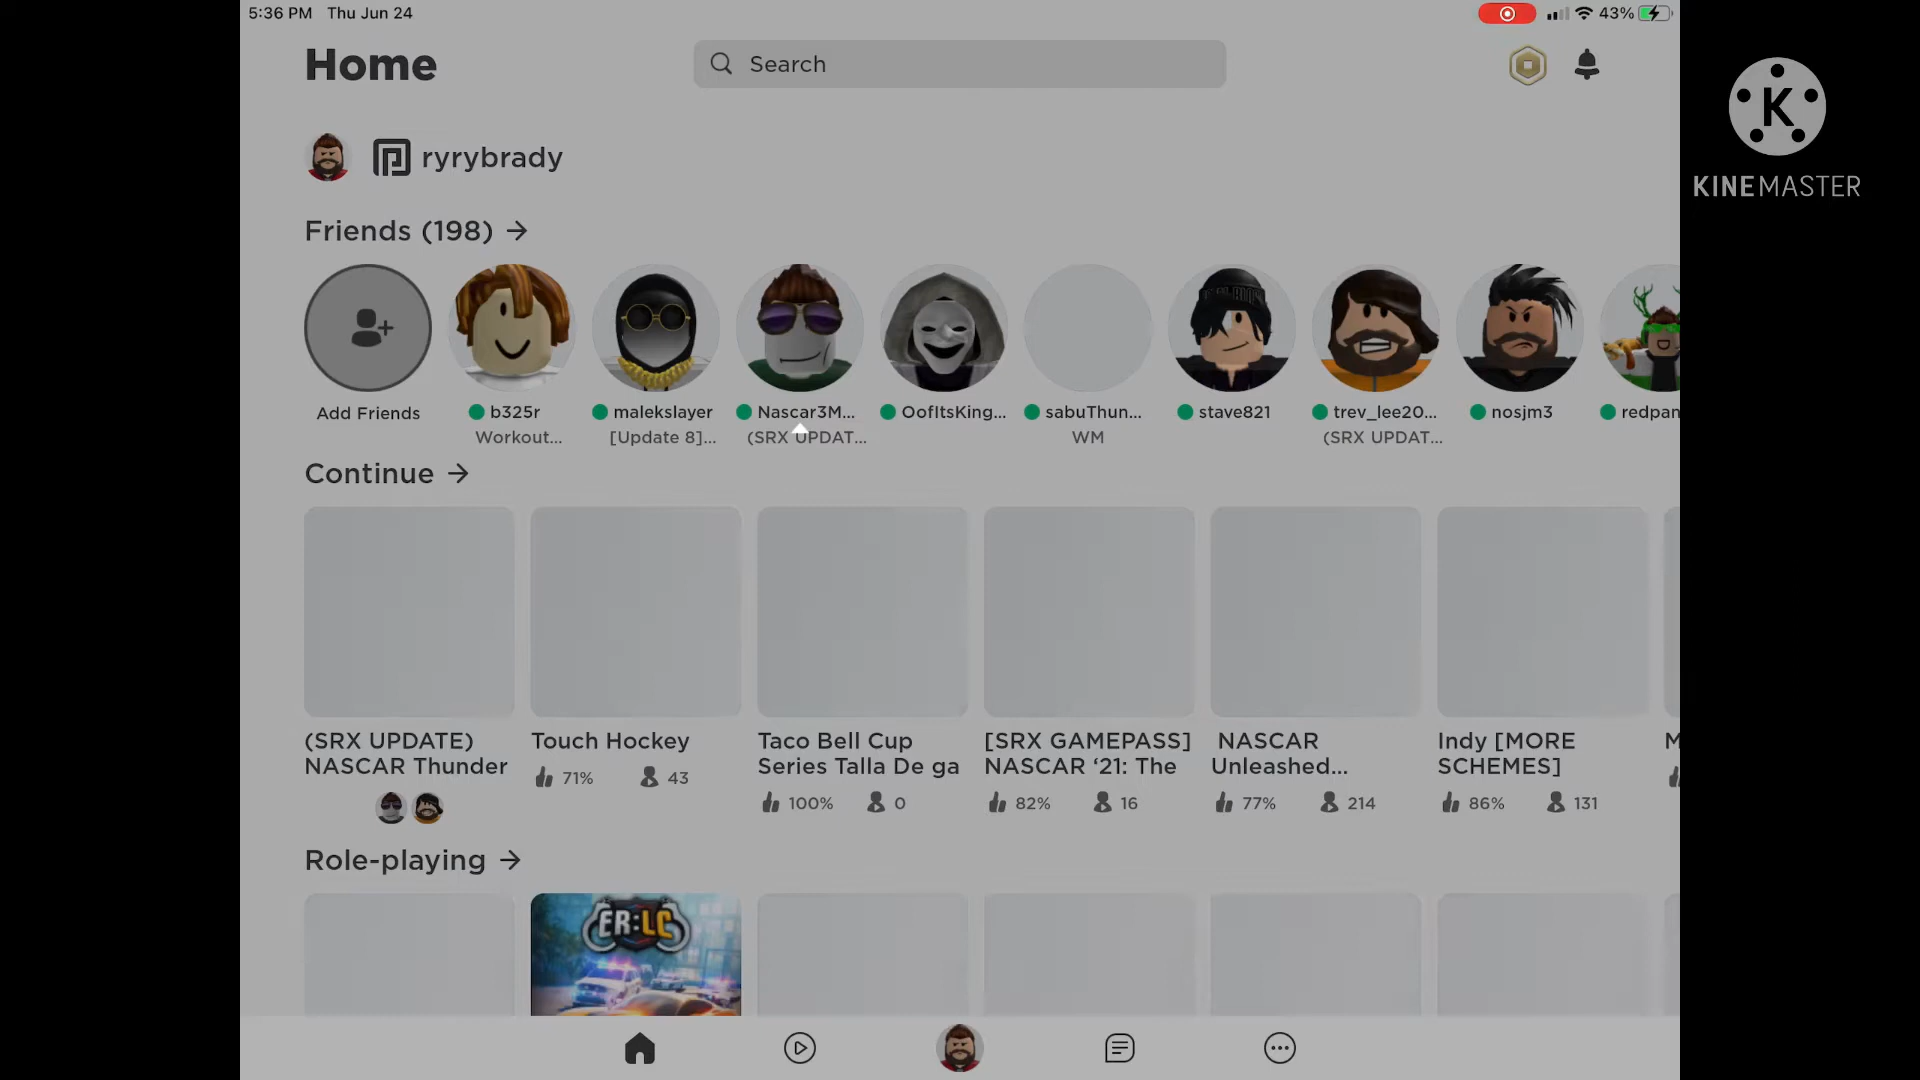 5:36 PM Thu Jun 24
43%
Home
Search
K
KINEMASTER
ryrybrady
Friends (198)
Add Friends
b325r
malekslayer
Nascar3M...
OofItsKing...
sabuThun...
stave821
trev_lee20...
nosjm3
redpan
Workout...
[Update 8]...
(SRX UPDAT...
WM
(SRX UPDAT...
Continue
(SRX UPDATE)
NASCAR Thunder
Touch Hockey
71% 43
Taco Bell Cup
Series Talla De ga
100% 0
[SRX GAMEPASS]
NASCAR ‘21: The
82% 16
NASCAR
Unleashed...
77% 214
Indy [MORE
SCHEMES]
86% 131
M
Role-playing
ER:LC